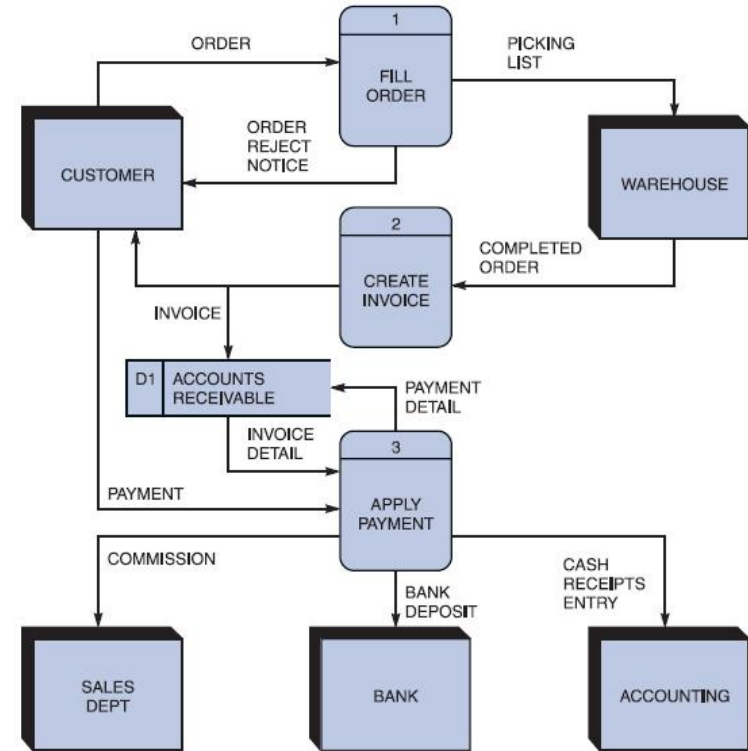 1
FILL
ORDER
ORDER
PICKING
LIST
ORDER
REJECT
NOTICE
CUSTOMER
WAREHOUSE
2
CREATE
INVOICE
COMPLETED
ORDER
INVOICE
D1
ACCOUNTS
RECEIVABLE
PAYMENT
DETAIL
INVOICE
DETAIL
3
APPLY
PAYMENT
PAYMENT
COMMISSION
BANK
DEPOSIT
CASH
RECEIPTS
ENTRY
SALES
DEPT
BANK
ACCOUNTING